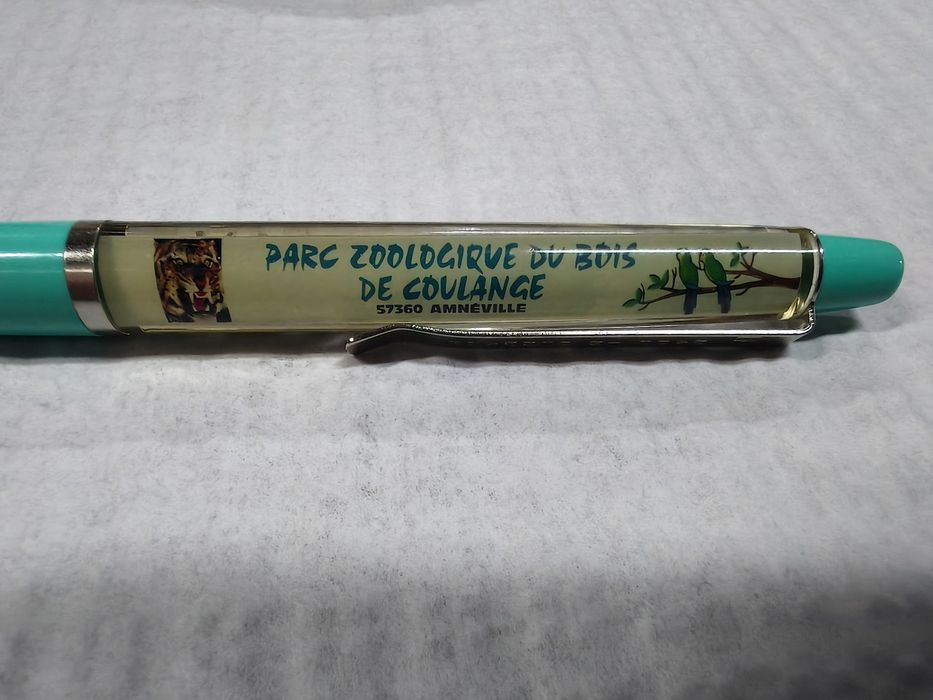 PARC ZOOLOGIQUE DU BOIS
DE COULANGE
57360 AMNÉVILLE